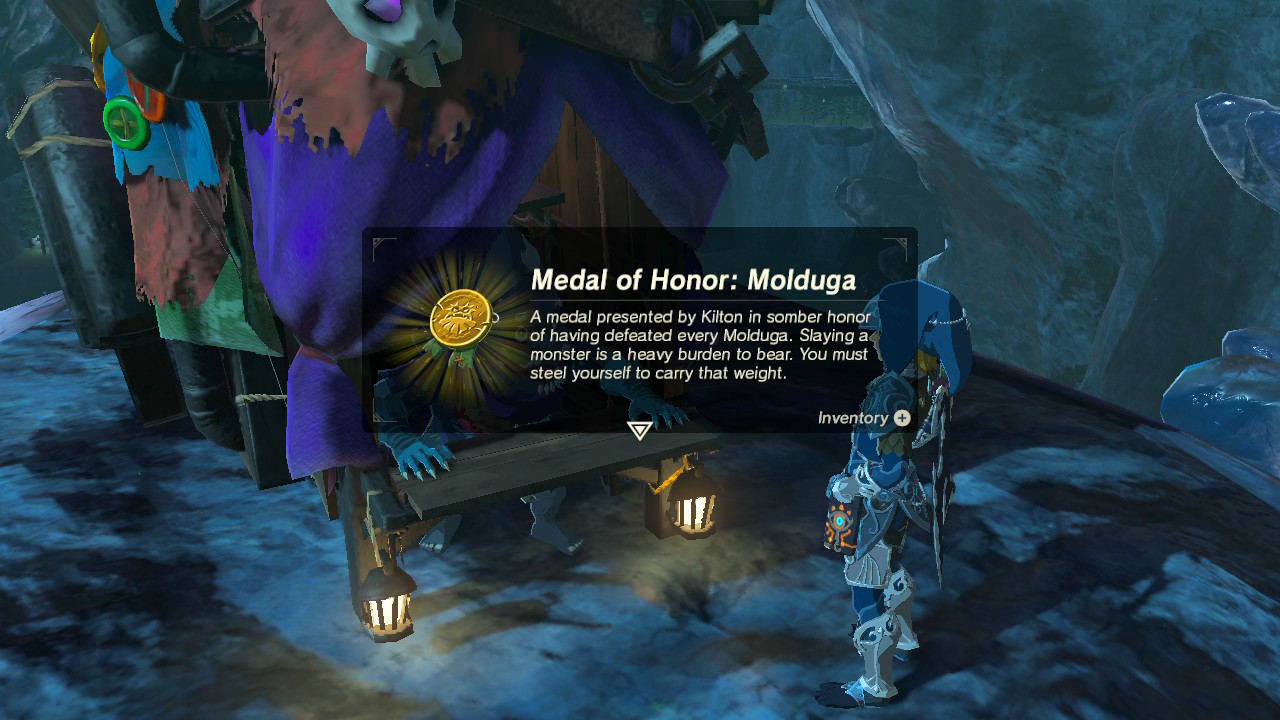 Medal of Honor: Molduga
A medal presented by Kilton in somber honor
of having defeated every Molduga. Slaying a
monster is a heavy burden to bear. You must
steel yourself to carry that weight.
Inventory